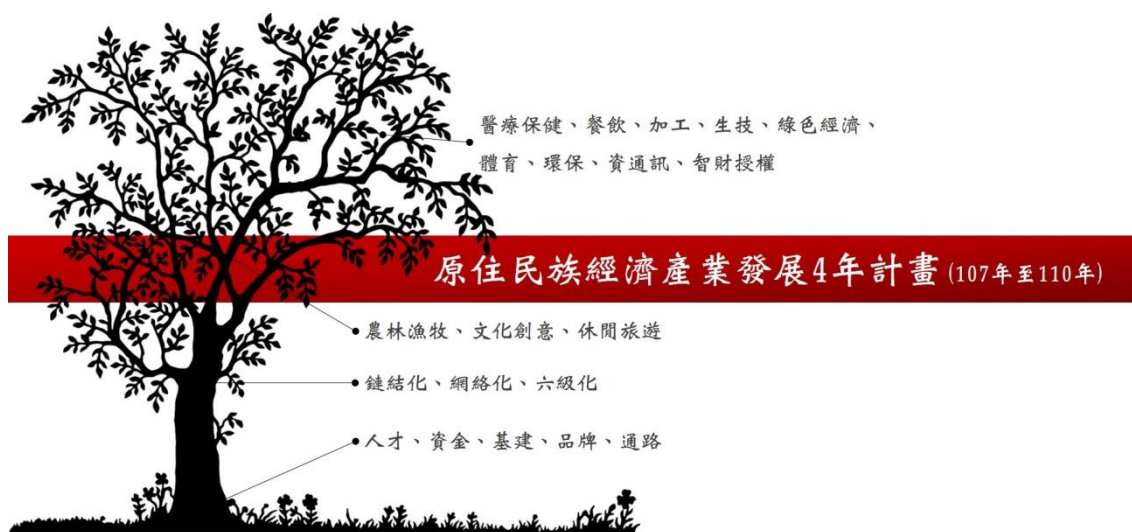 醫療保健、餐飲、加工、生技、綠色經濟、
體育、環保、資通訊、智財授權
原住民族經濟產業發展4年計畫(107年至110年)
農林漁牧、文化創意、休閒旅遊
鏈結化、網絡化、六級化
人才、資金、基建、品牌、通路